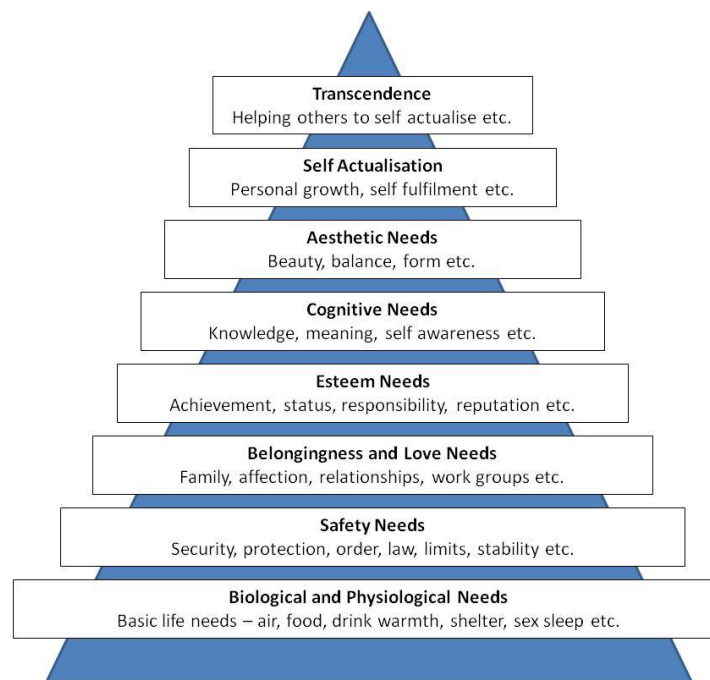 Transcendence
Helping others to self actualise etc.
Self Actualisation
Personal growth, self fulfilment etc.
Aesthetic Needs
Beauty, balance, form etc.
Cognitive Needs
Knowledge, meaning, self awareness etc.
Esteem Needs
Achievement, status, responsibility, reputation etc.
Belongingness and Love Needs
Family, affection, relationships, work groups etc.
Safety Needs
Security, protection, order, law, limits, stability etc.
Biological and Physiological Needs
Basic life needs – air, food, drink warmth, shelter, sex sleep etc.